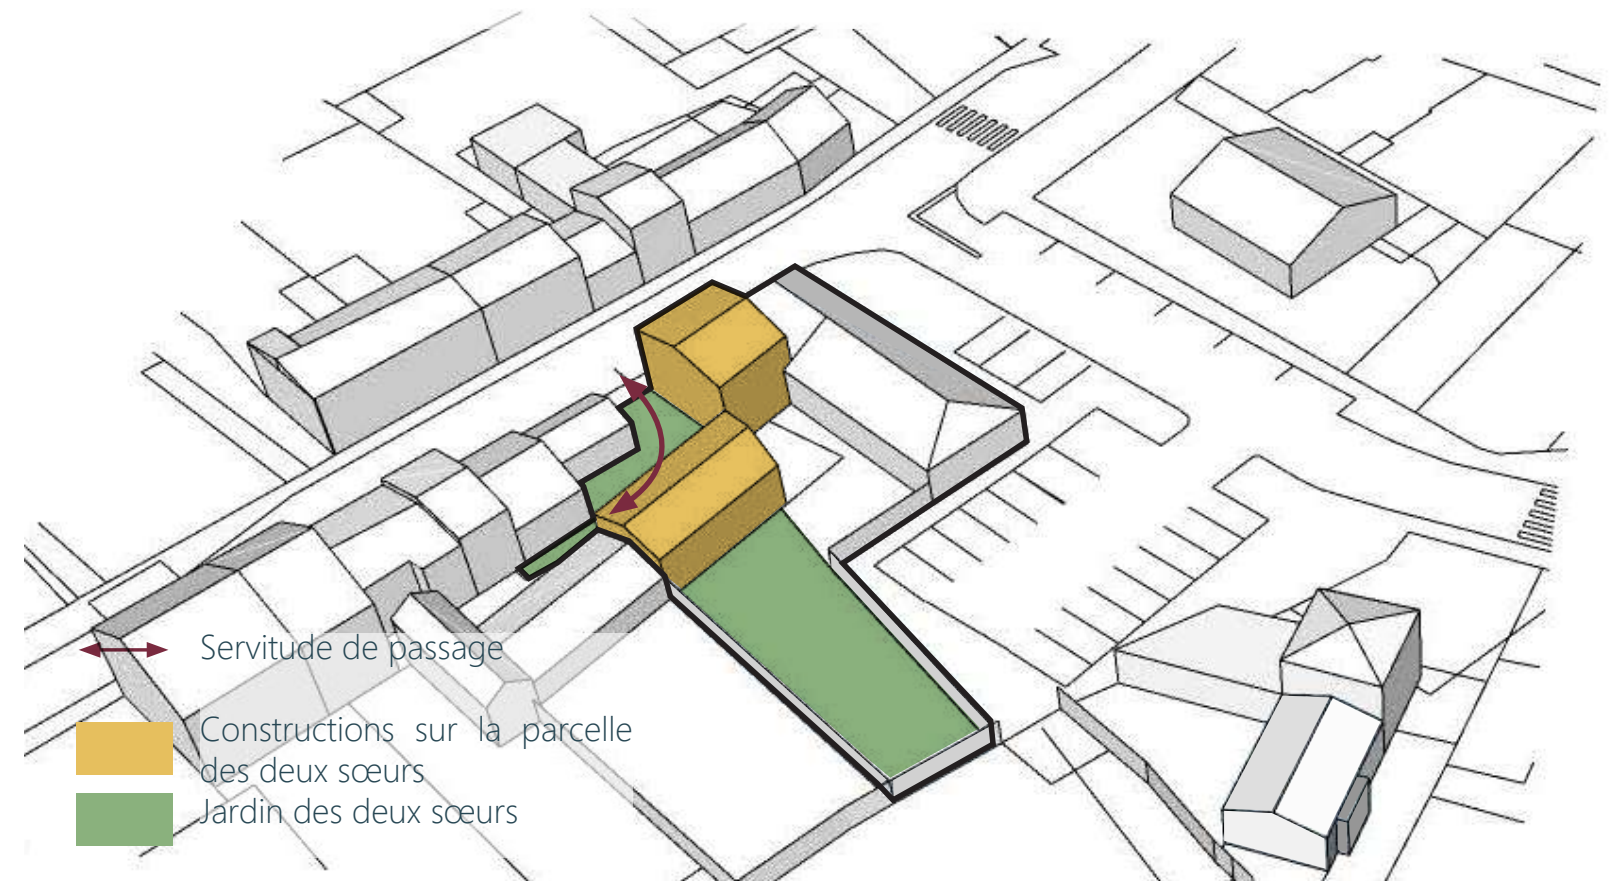 Servitude de passage
Constructions sur la parcelle
des deux sœurs
Jardin des deux sœurs